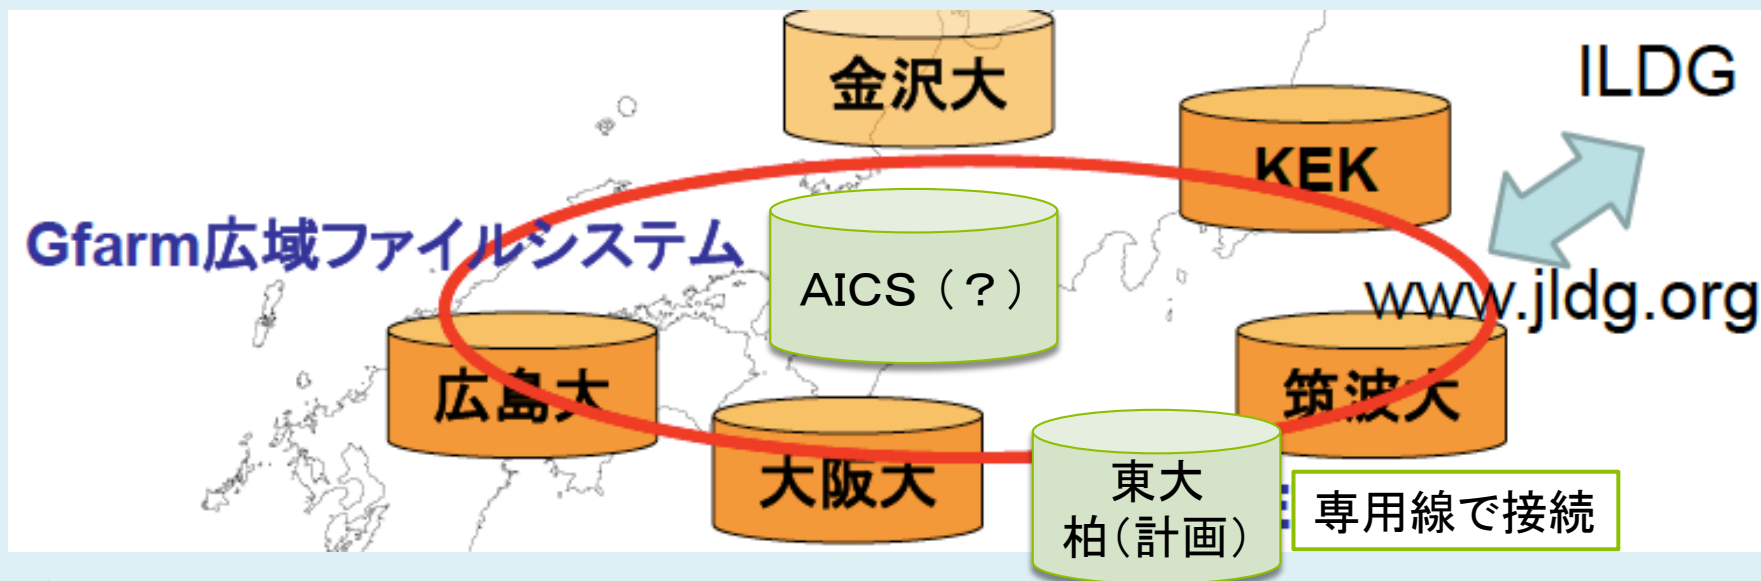 金沢大
ILDG
KEK
Gfarm広域ファイルシステム
AICS（？）
www.jldg.org
広島大
筑波大
大阪大
東大
柏(計画)
専用線で接続